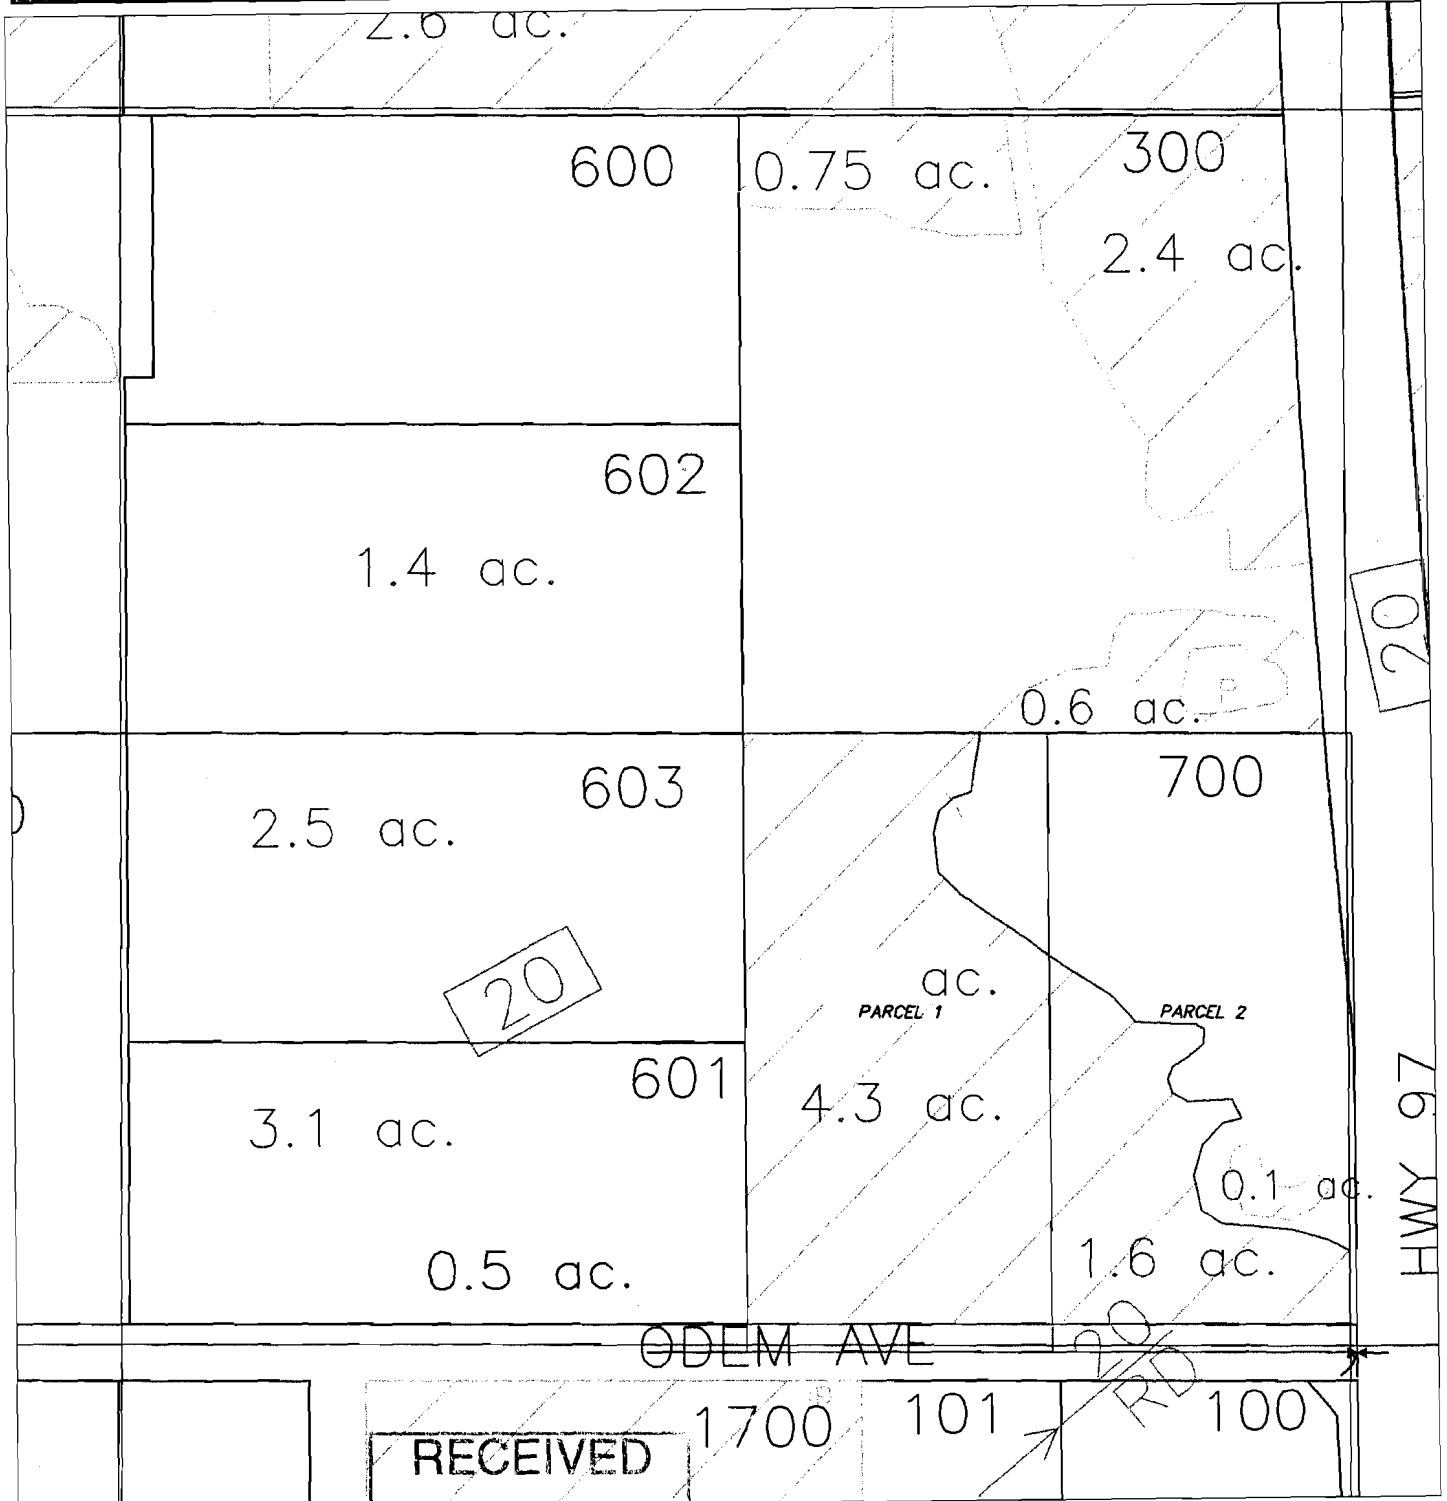 2.6 ac.
600
0.75 ac.
300
2.4 ac.
602
1.4 ac.
20
P
0.6 ac.
603
700
2.5 ac.
20
ac.
PARCEL 1
PARCEL 2
601
4.3 ac.
3.1 ac.
HWY 97
0.1 ac.
1.6 ac.
0.5 ac.
ODEM AVE
20
RD
1700
101
100
RECEIVED